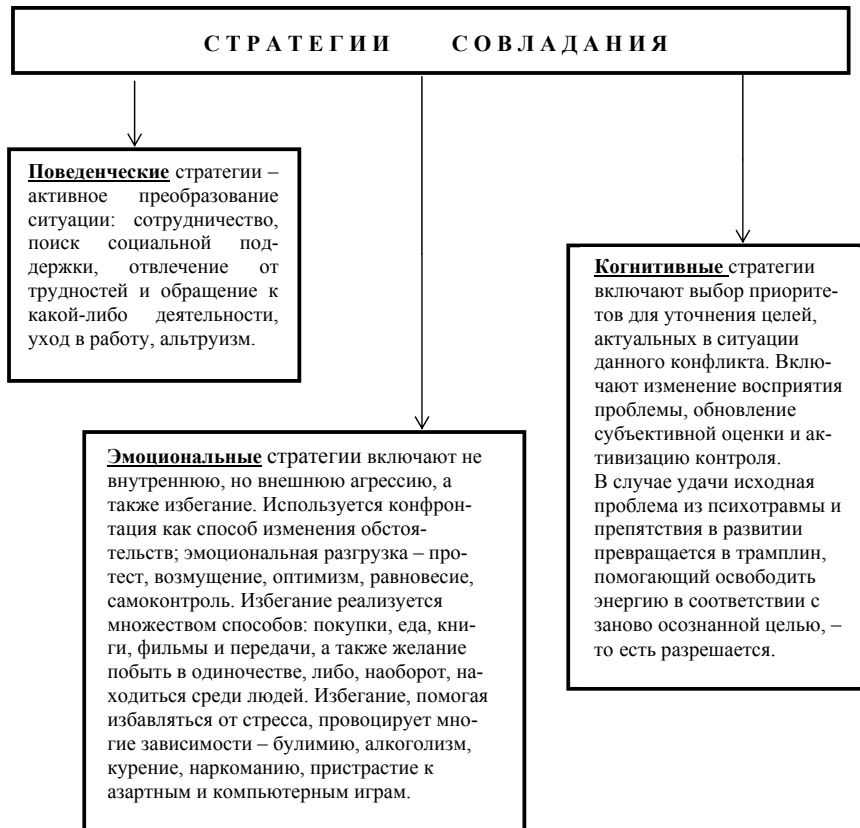 СТРАТЕГИИ СОВЛАДАНИЯ
Поведенческие стратегии –
активное преобразование
ситуации: сотрудничество,
поиск социальной под-
держки, отвлечение от
трудностей и обращение к
какой-либо деятельности,
уход в работу, альтруизм.
Эмоциональные стратегии включают не
внутреннюю, но внешнюю агрессию, а
также избегание. Используется конфрон-
тация как способ изменения обстоя-
тельств; эмоциональная разгрузка – про-
тест, возмущение, оптимизм, равновесие,
самоконтроль. Избегание реализуется
множеством способов: покупки, еда, кни-
ги, фильмы и передачи, а также желание
побыть в одиночестве, либо, наоборот, на-
ходиться среди людей. Избегание, помогая
избавляться от стресса, провоцирует мно-
гие зависимости – булимию, алкоголизм,
курение, наркоманию, пристрастие к
азартным и компьютерным играм.
Когнитивные стратегии
включают выбор приорите-
тов для уточнения целей,
актуальных в ситуации
данного конфликта. Вклю-
чают изменение восприятия
проблемы, обновление
субъективной оценки и ак-
тивизацию контроля.
В случае удачи исходная
проблема из психотравмы и
препятствия в развитии
превращается в трамплин,
помогающий освободить
энергию в соответствии с
заново осознанной целью, –
то есть разрешается.